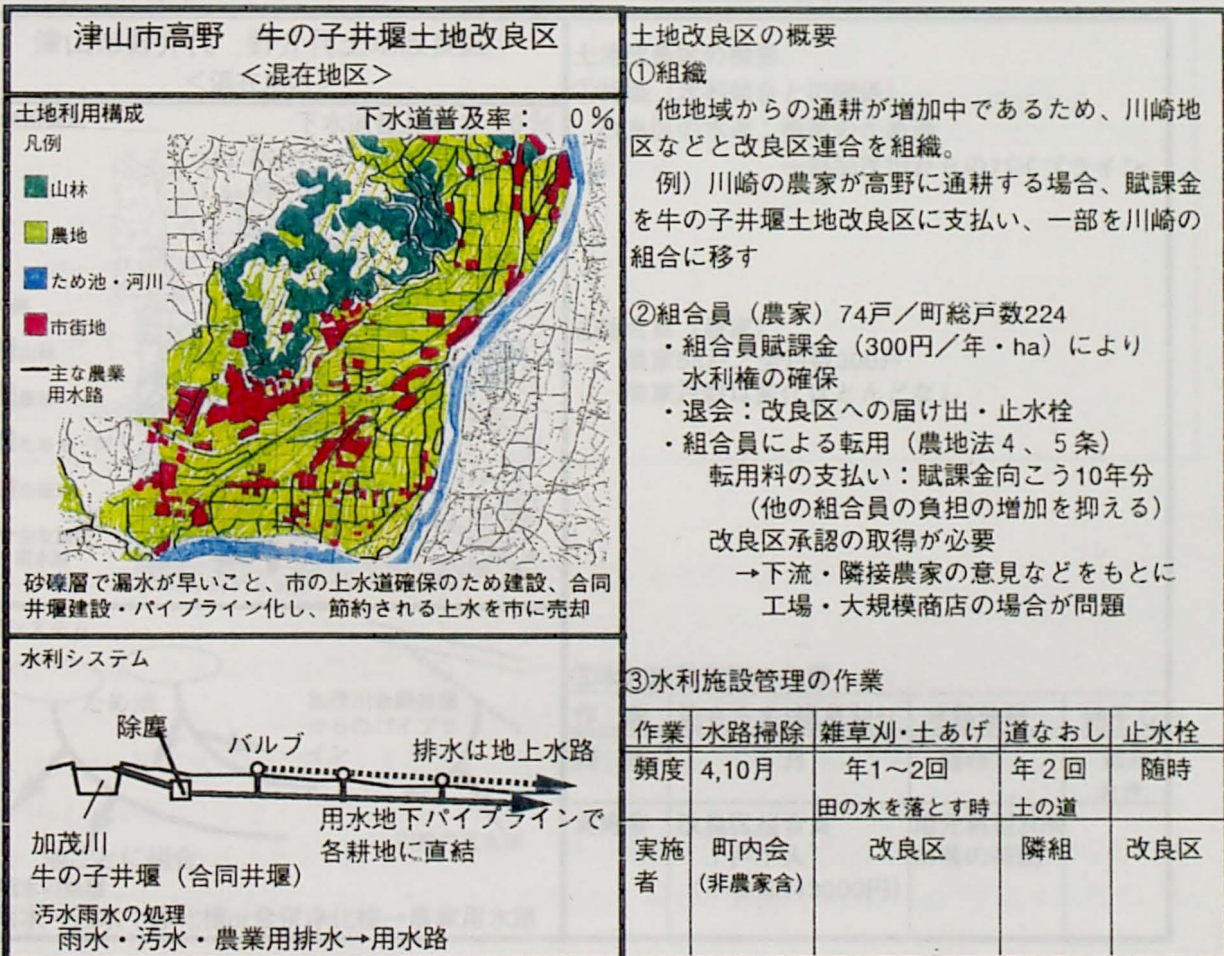 津山市高野　牛の子井堰土地改良区
<混在地区>
土地利用構成
下水道普及率：　0％
凡例
山林
農地
ため池・河川
市街地
主な農業
用水路
砂礫層で漏水が早いこと、市の上水道確保のため建設、合同
井堰建設・パイプライン化し、節約される上水を市に売却
水利システム
除塵
バルブ
排水は地上水路
用水地下パイプラインで
各耕地に直結
加茂川
牛の子井堰（合同井堰）
汚水雨水の処理
雨水・汚水・農業用排水→用水路
土地改良区の概要
①組織
他地域からの通耕が増加中であるため、川崎地
区などと改良区連合を組織。
例）川崎の農家が高野に通耕する場合、賦課金
を牛の子井堰土地改良区に支払い、一部を川崎の
組合に移す
②組合員（農家）74戸／町総戸数224
・組合員賦課金（300円／年・ha）により
水利権の確保
・退会：改良区への届け出・止水栓
・組合員による転用（農地法４、５条）
転用料の支払い：賦課金向こう10年分
（他の組合員の負担の増加を抑える）
改良区承認の取得が必要
→下流・隣接農家の意見などをもとに
工場・大規模商店の場合が問題
③水利施設管理の作業
作業 水路掃除 雑草刈・土あげ 道なおし 止水栓
頻度 4,10月 年1～2回 年２回 随時
田の水を落とす時 土の道
実施 町内会 改良区 隣組 改良区
者 (非農家含)